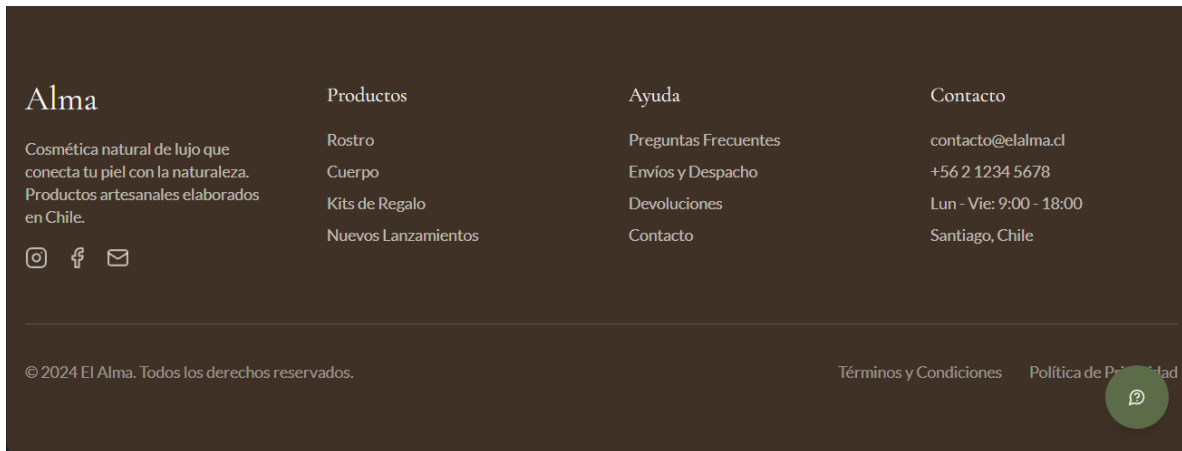 Alma
Cosmética natural de lujo que
conecta tu piel con la naturaleza.
Productos artesanales elaborados
en Chile.
Productos
Rostro
Cuerpo
Kits de Regalo
Nuevos Lanzamientos
Ayuda
Preguntas Frecuentes
Envíos y Despacho
Devoluciones
Contacto
Contacto
contacto@elalma.cl
+56 2 1234 5678
Lun - Vie: 9:00 - 18:00
Santiago, Chile
© 2024 El Alma. Todos los derechos reservados.
Términos y Condiciones
Política de